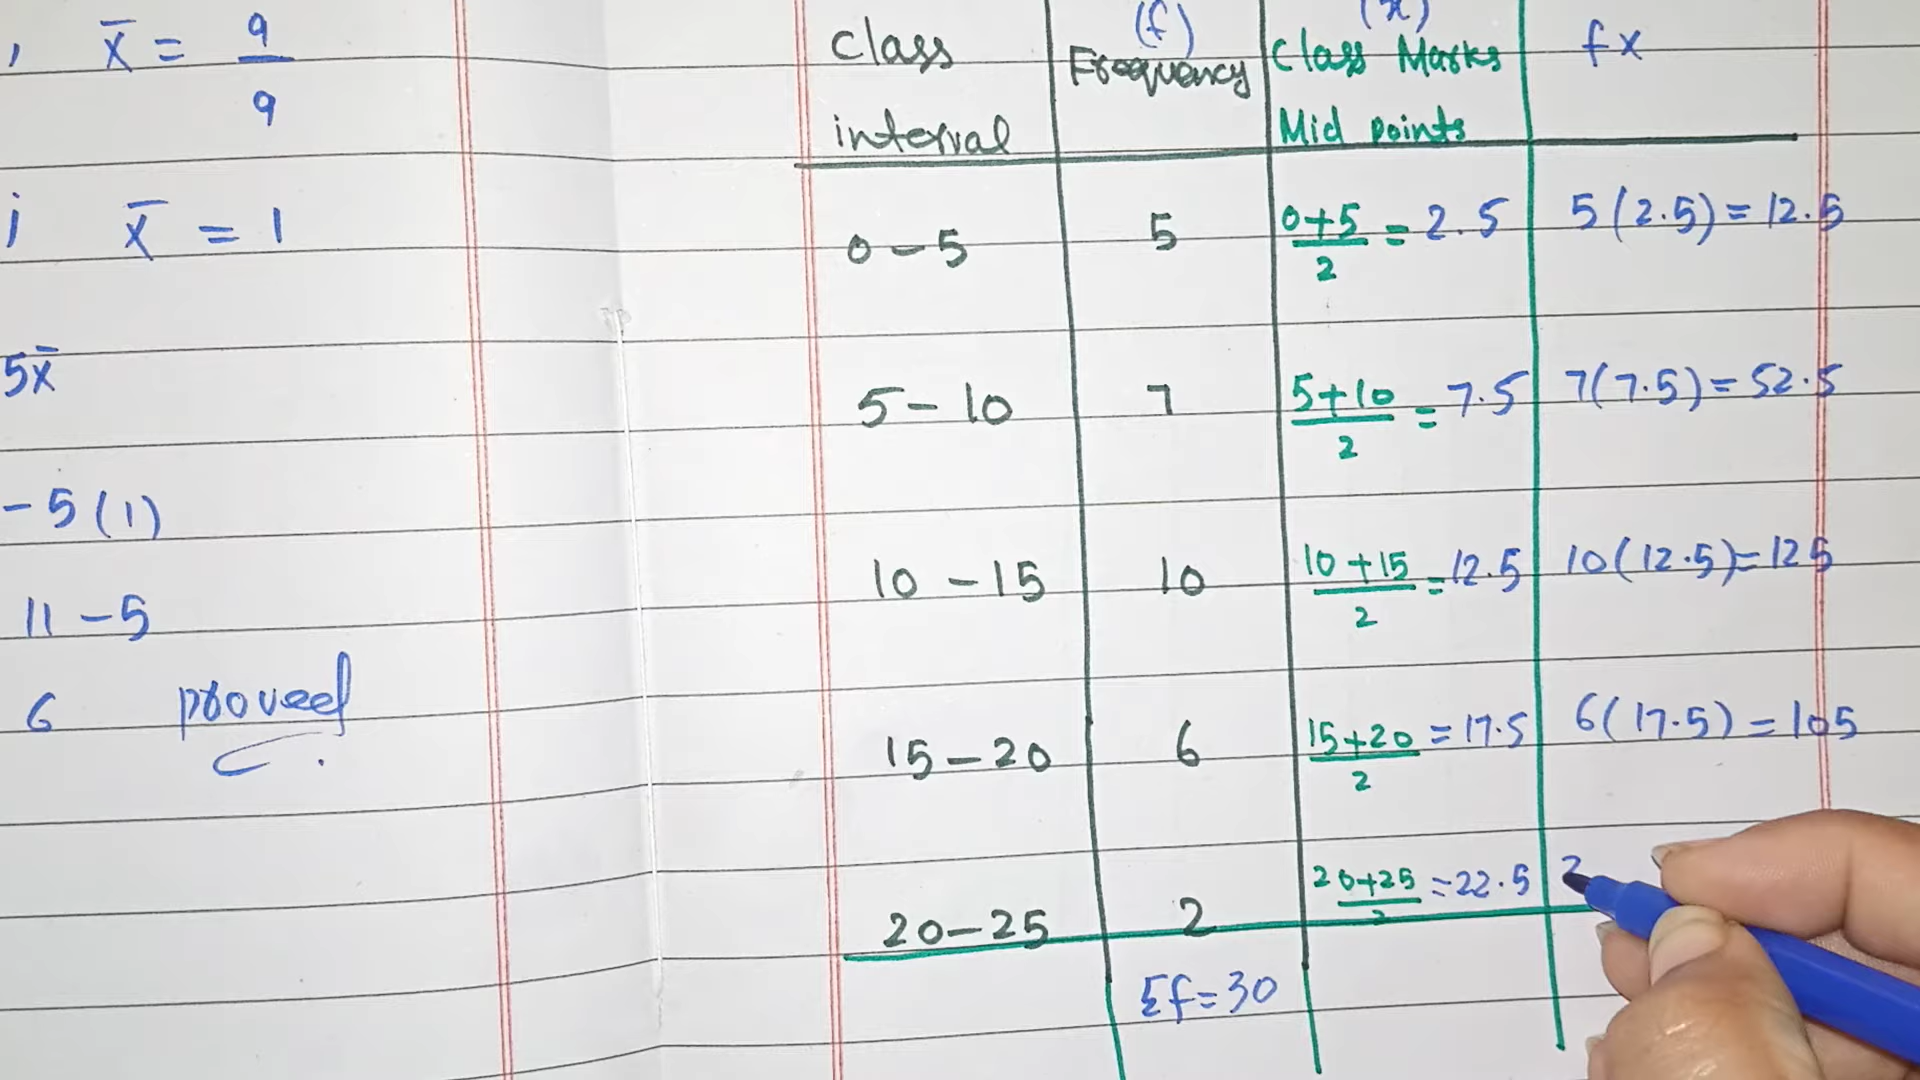 , x̄ = 9
9
j x̄ = 1
5x̄
- 5 (1)
11 - 5
6 proved
Class interval
(f) Frequency
(x) Class Marks Mid points
fx
0 - 5 5 0+5/2 = 2.5 5(2.5) = 12.5
5 - 10 7 5+10/2 = 7.5 7(7.5) = 52.5
10 - 15 10 10+15/2 = 12.5 10(12.5) = 125
15 - 20 6 15+20/2 = 17.5 6(17.5) = 105
20 - 25 2 20+25/2 = 22.5 2
Σf = 30